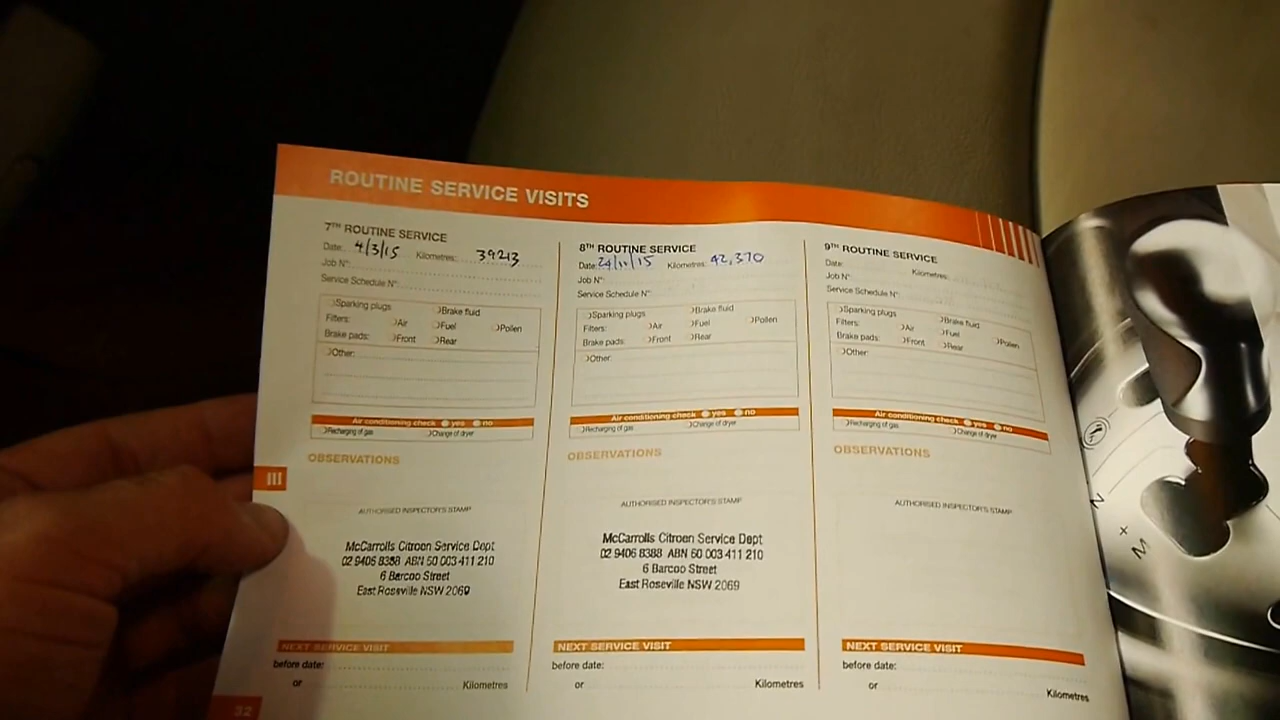 ROUTINE SERVICE VISITS
7TH ROUTINE SERVICE
Date: 4/3/15 Kilometres: 39213
Job N°:
Service Schedule N°:
Sparking plugs Brake fluid
Filters: Air Fuel Pollen
Brake pads: Front Rear
Other:
Air conditioning check yes no
Recharging of gas Change of dryer
OBSERVATIONS
AUTHORISED INSPECTOR'S STAMP
McCarrolls Citroen Service Dept
02 9406 8388 ABN 60 003 411 210
6 Barcoo Street
East Roseville NSW 2069
NEXT SERVICE VISIT
before date:
or Kilometres
8TH ROUTINE SERVICE
Date: /15 Kilometres: 42,370
Job N°:
Service Schedule N°:
Sparking plugs Brake fluid
Filters: Air Fuel Pollen
Brake pads: Front Rear
Other:
Air conditioning check yes no
Recharging of gas Change of dryer
OBSERVATIONS
AUTHORISED INSPECTOR'S STAMP
McCarrolls Citroen Service Dept
02 9406 8388 ABN 60 003 411 210
6 Barcoo Street
East Roseville NSW 2069
NEXT SERVICE VISIT
before date:
or Kilometres
9TH ROUTINE SERVICE
Date: Kilometres:
Job N°:
Service Schedule N°:
Sparking plugs Brake fluid
Filters: Air Fuel Pollen
Brake pads: Front Rear
Other:
Air conditioning check yes no
Recharging of gas Change of dryer
OBSERVATIONS
AUTHORISED INSPECTOR'S STAMP
NEXT SERVICE VISIT
before date:
or Kilometres
III
32
N
+
M